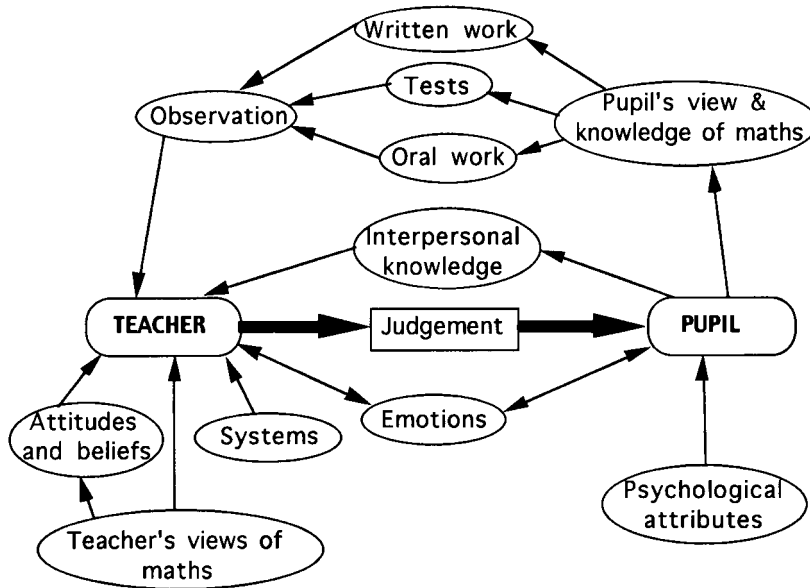 Written work
Tests
Observation
Pupil's view &
knowledge of maths
Oral work
Interpersonal
knowledge
TEACHER
Judgement
PUPIL
Attitudes
and beliefs
Systems
Emotions
Psychological
attributes
Teacher's views of
maths